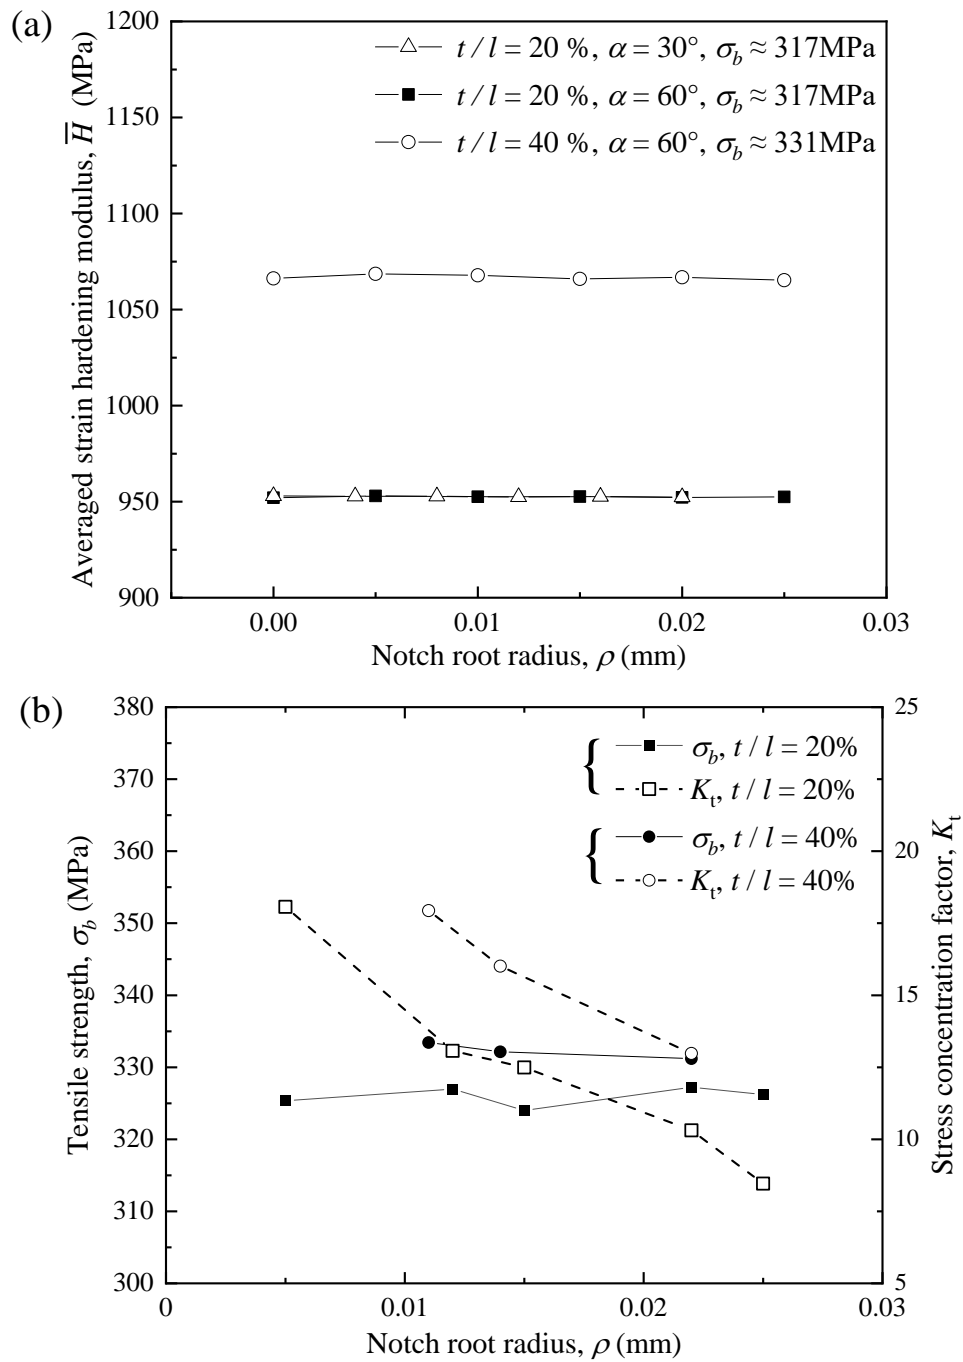 (a)
1200
1150
1100
1050
1000
950
900
Averaged strain hardening modulus, H̅ (MPa)
t / l = 20 %, α = 30°, σb ≈ 317MPa
t / l = 20 %, α = 60°, σb ≈ 317MPa
t / l = 40 %, α = 60°, σb ≈ 331MPa
0.00 0.01 0.02 0.03
Notch root radius, ρ (mm)
(b)
380
370
360
350
340
330
320
310
300
Tensile strength, σb (MPa)
{ σb, t / l = 20%
Kt, t / l = 20%
{ σb, t / l = 40%
Kt, t / l = 40%
25
20
15
10
5
Stress concentration factor, Kt
0 0.01 0.02 0.03
Notch root radius, ρ (mm)